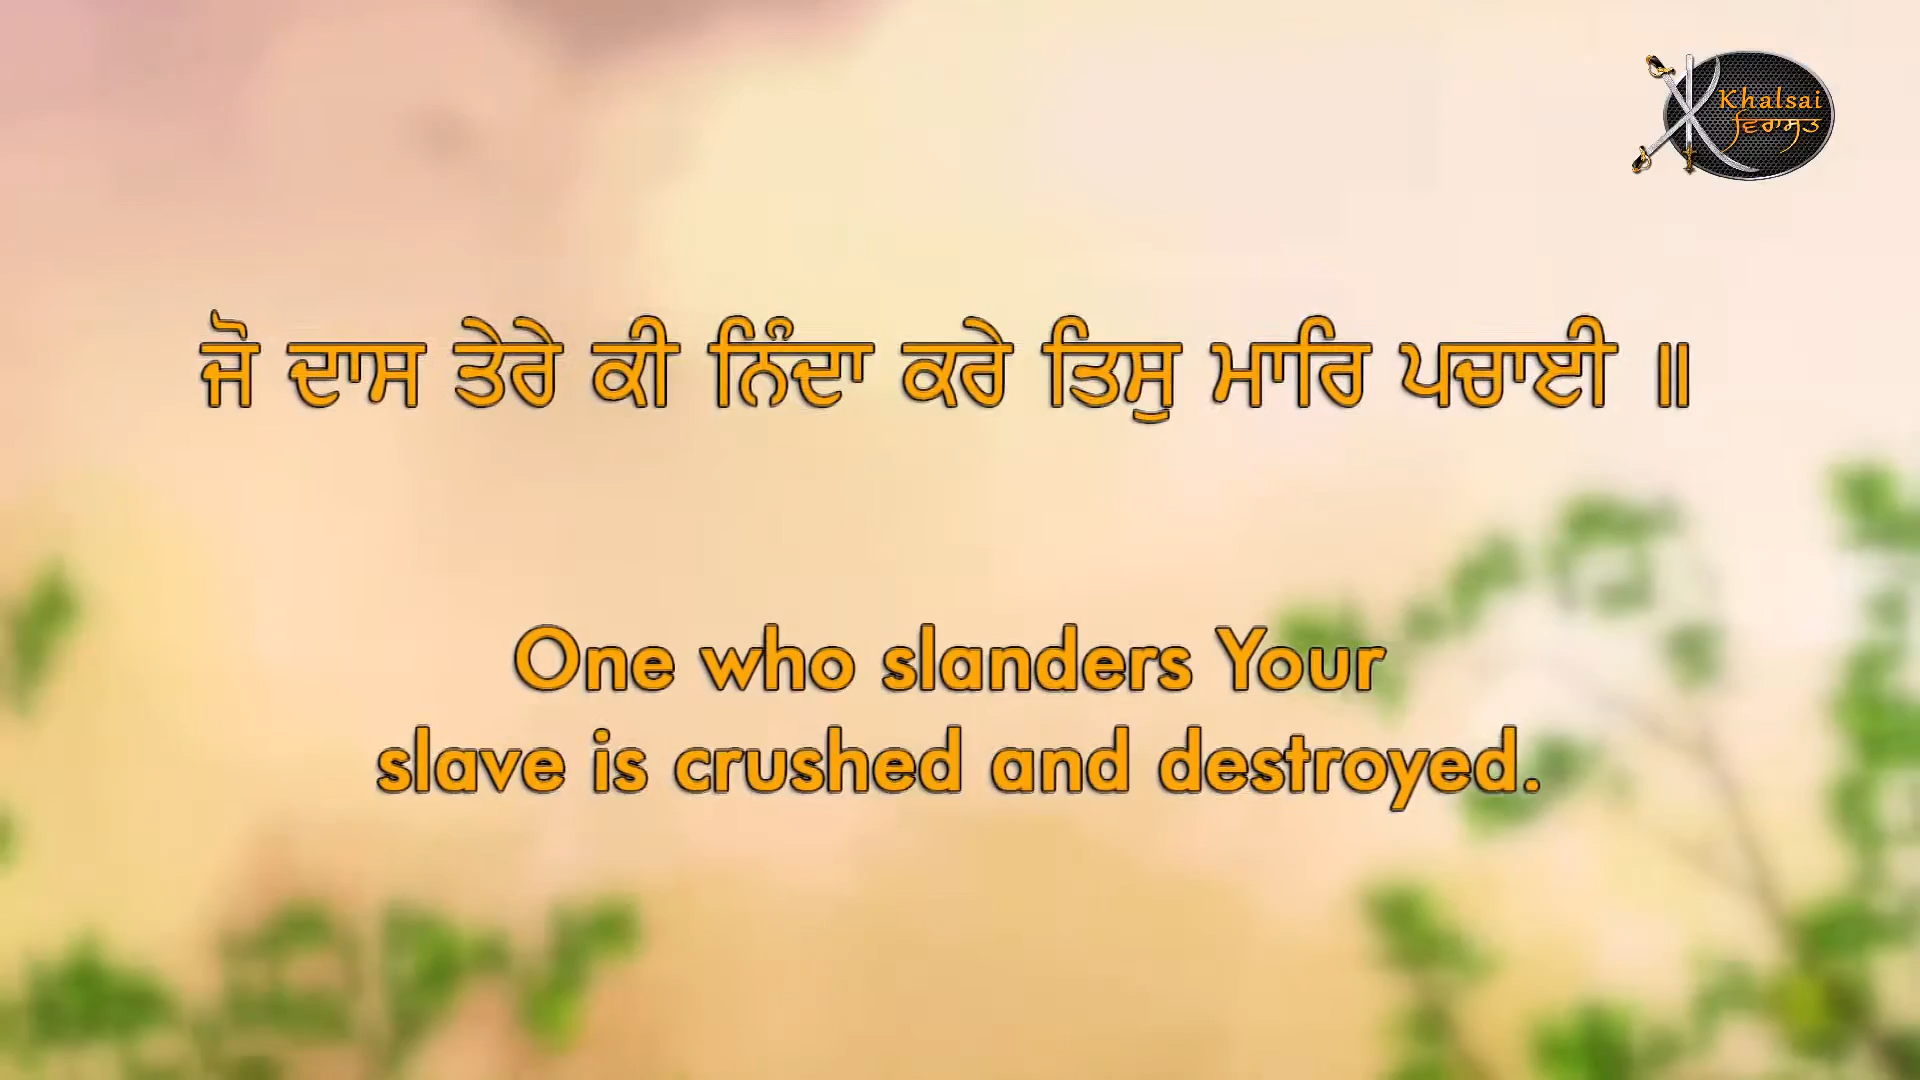 Khalsai
ਵਿਰਾਸਤ
ਜੋ ਦਾਸ ਤੇਰੇ ਕੀ ਨਿੰਦਾ ਕਰੇ ਤਿਸੁ ਮਾਰਿ ਪਚਾਈ ॥
One who slanders Your
slave is crushed and destroyed.